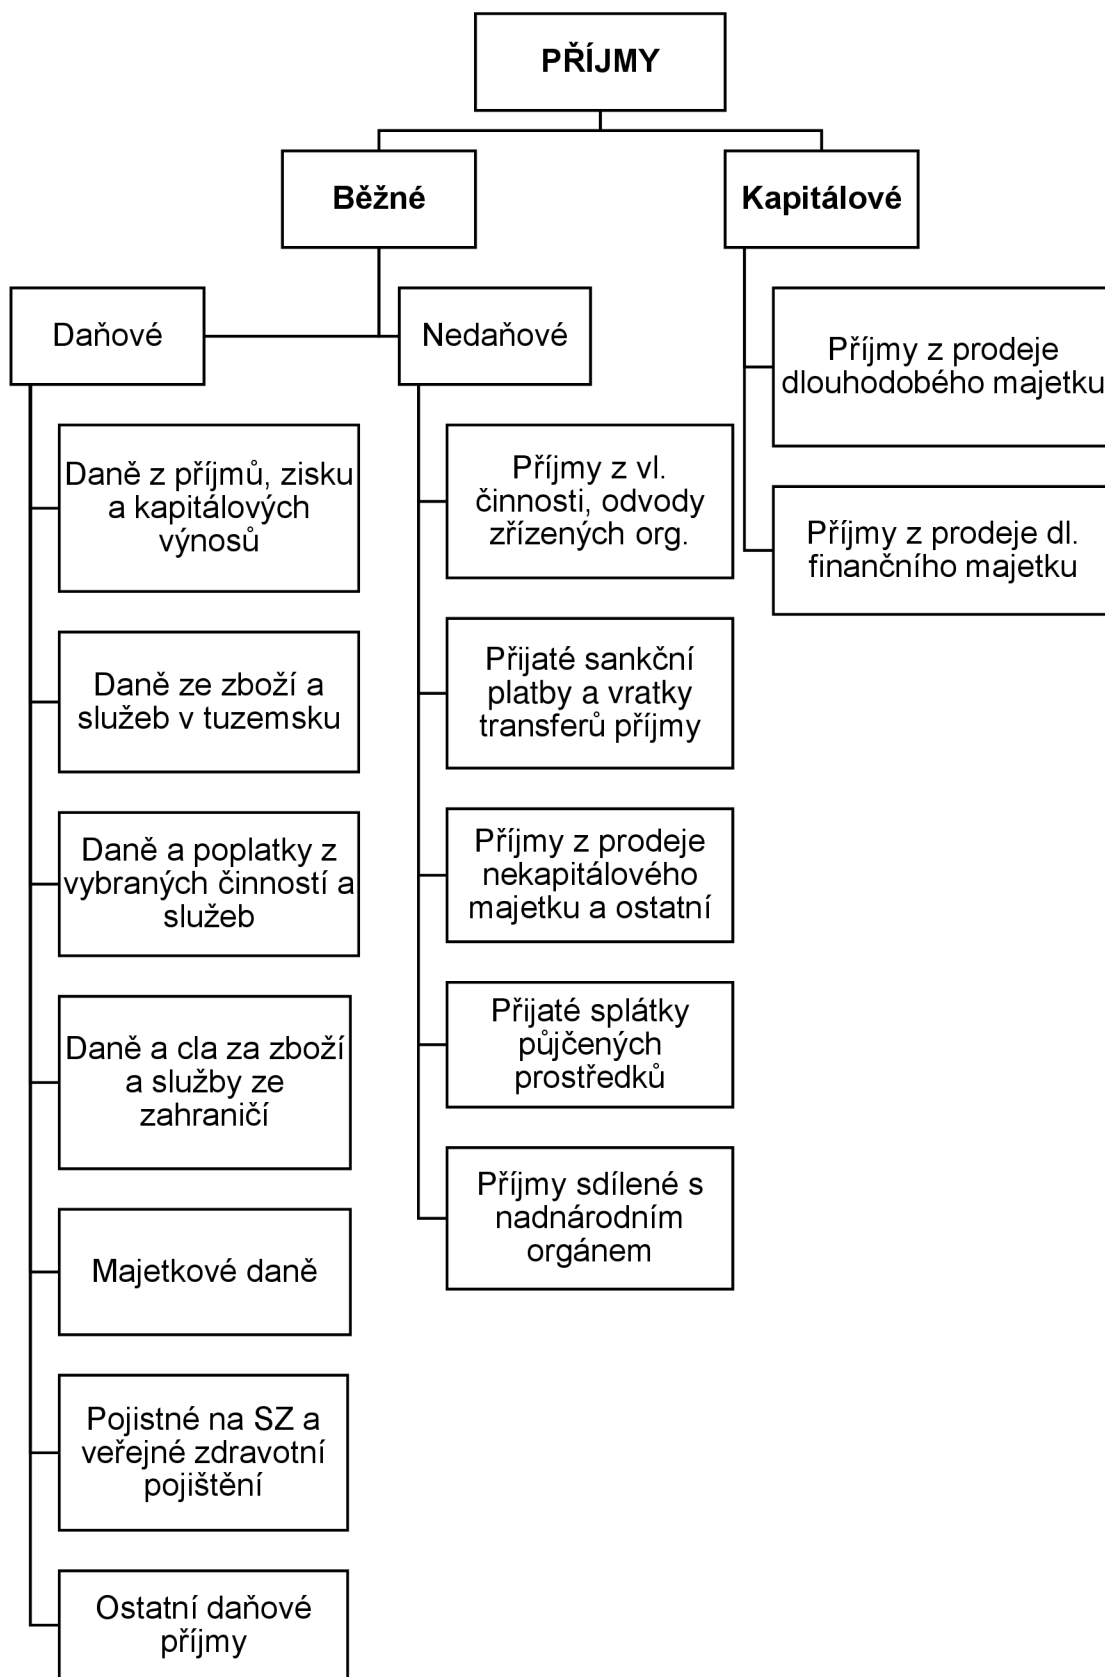 PŘÍJMY
Běžné
Kapitálové
Daňové
Nedaňové
Daně z příjmů, zisku
a kapitálových
výnosů
Daně ze zboží a
služeb v tuzemsku
Daně a poplatky z
vybraných činností a
služeb
Daně a cla za zboží
a služby ze
zahraničí
Majetkové daně
Pojistné na SZ a
veřejné zdravotní
pojištění
Ostatní daňové
příjmy
Příjmy z vl.
činnosti, odvody
zřízených org.
Přijaté sankční
platby a vratky
transferů příjmy
Příjmy z prodeje
nekapitálového
majetku a ostatní
Přijaté splátky
půjčených
prostředků
Příjmy sdílené s
nadnárodním
orgánem
Příjmy z prodeje
dlouhodobého majetku
Příjmy z prodeje dl.
finančního majetku